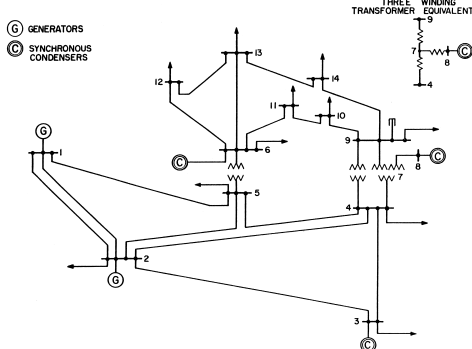 THREE WINDING
TRANSFORMER EQUIVALENT
9
7
C
8
4
G GENERATORS
C SYNCHRONOUS
CONDENSERS
13
14
12
11
10
G
1
6
9
C
C
8
7
5
4
2
G
3
C